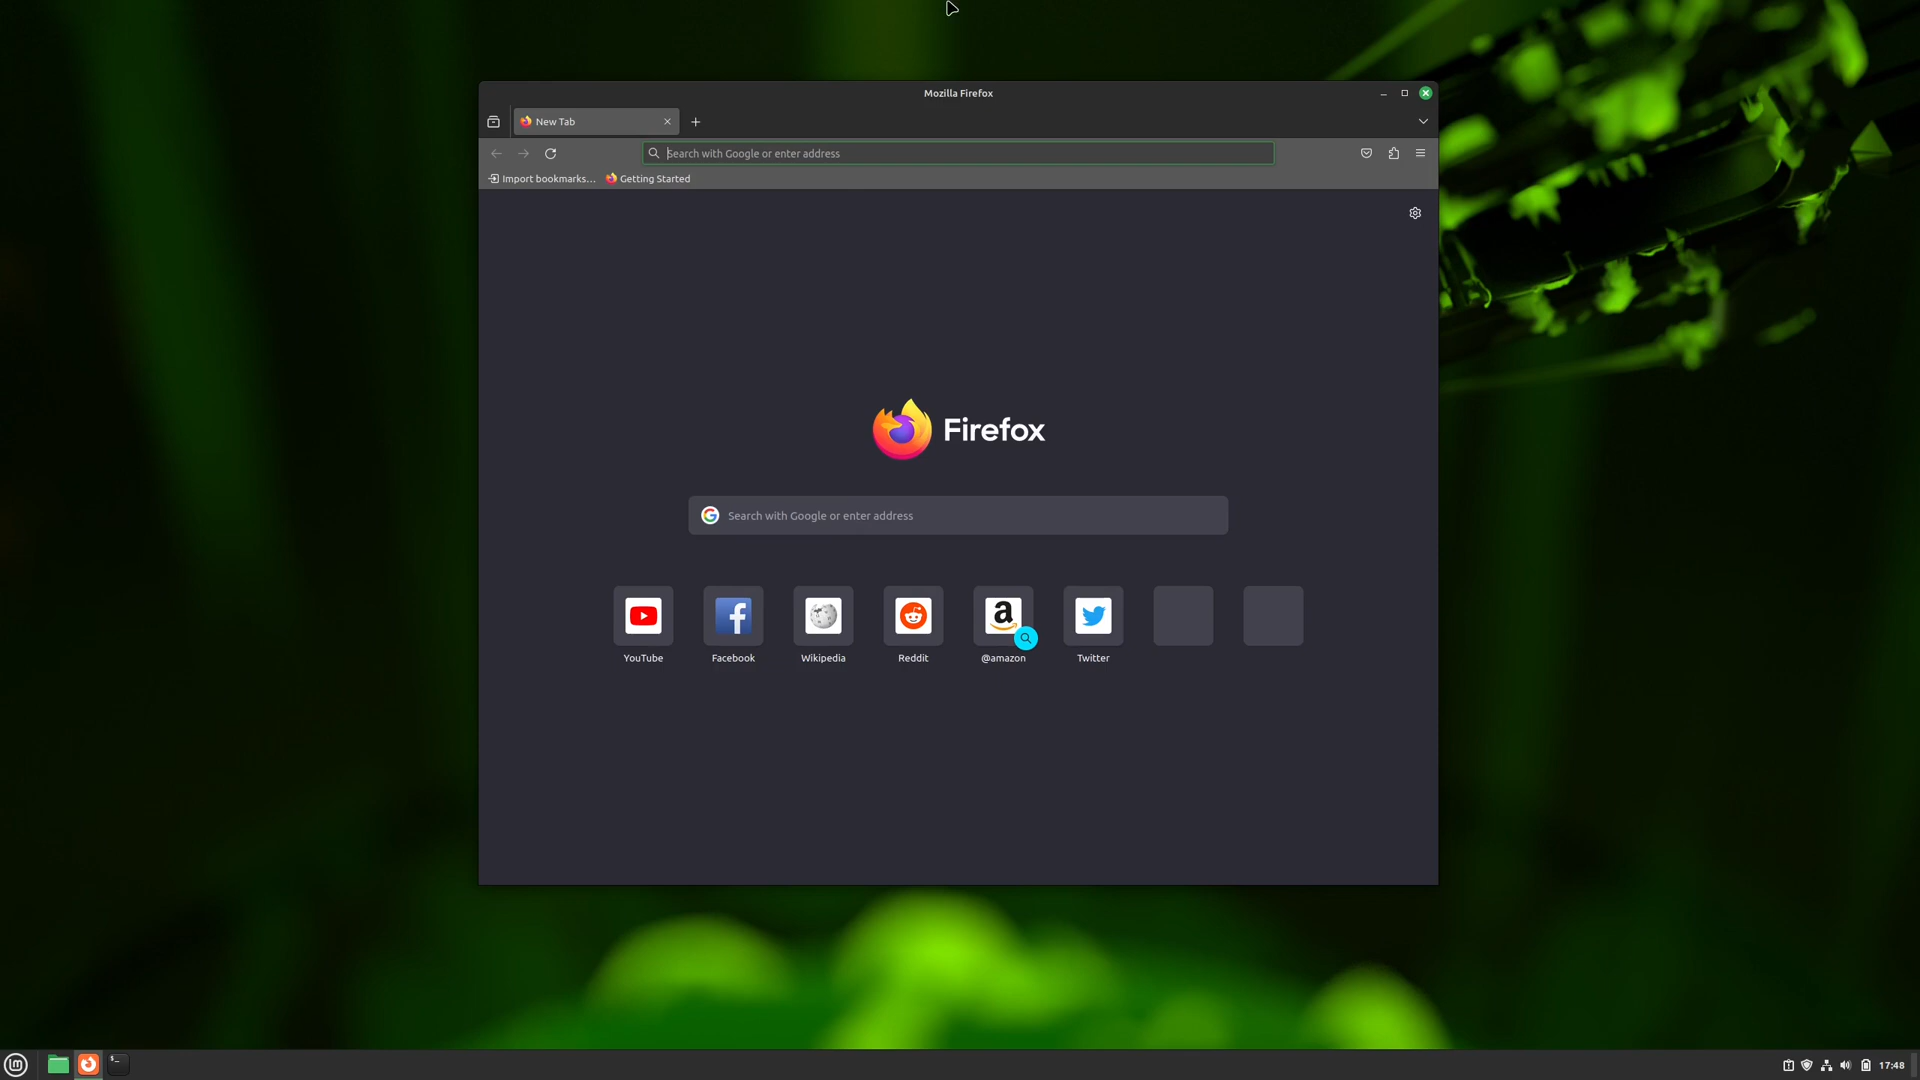 Mozilla Firefox
New Tab
Search with Google or enter address
Import bookmarks...
Getting Started
Firefox
Search with Google or enter address
YouTube
Facebook
Wikipedia
Reddit
@amazon
Twitter
17:48